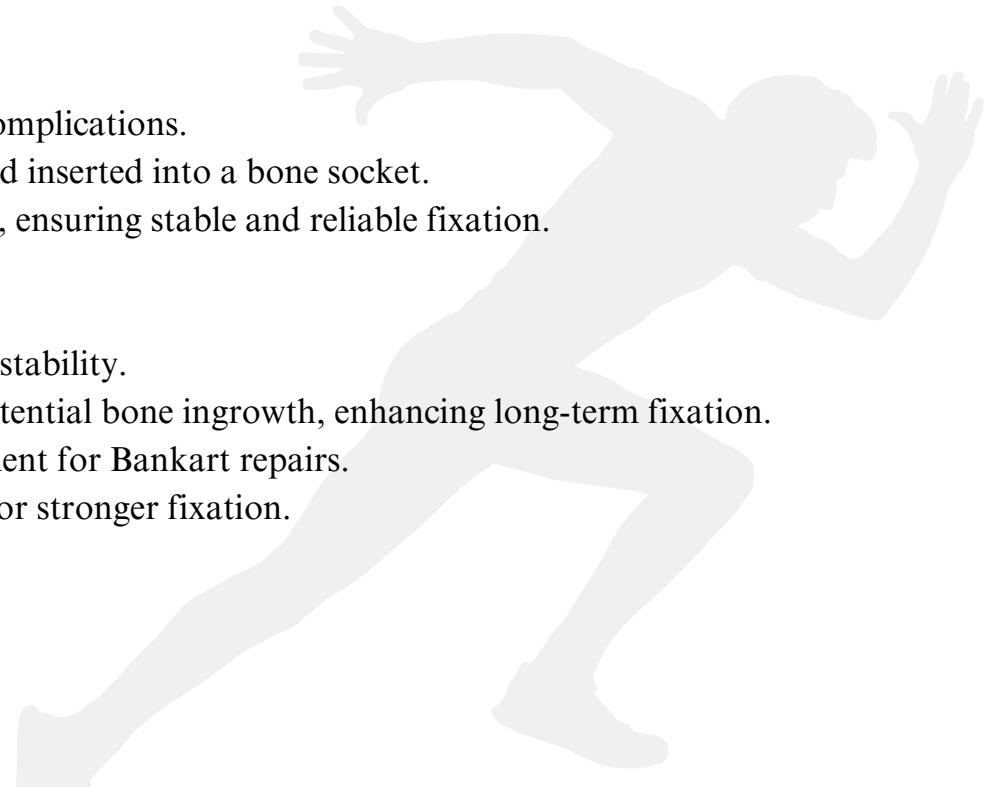 omplications.
d inserted into a bone socket.
, ensuring stable and reliable fixation.
stability.
tential bone ingrowth, enhancing long-term fixation.
ent for Bankart repairs.
or stronger fixation.